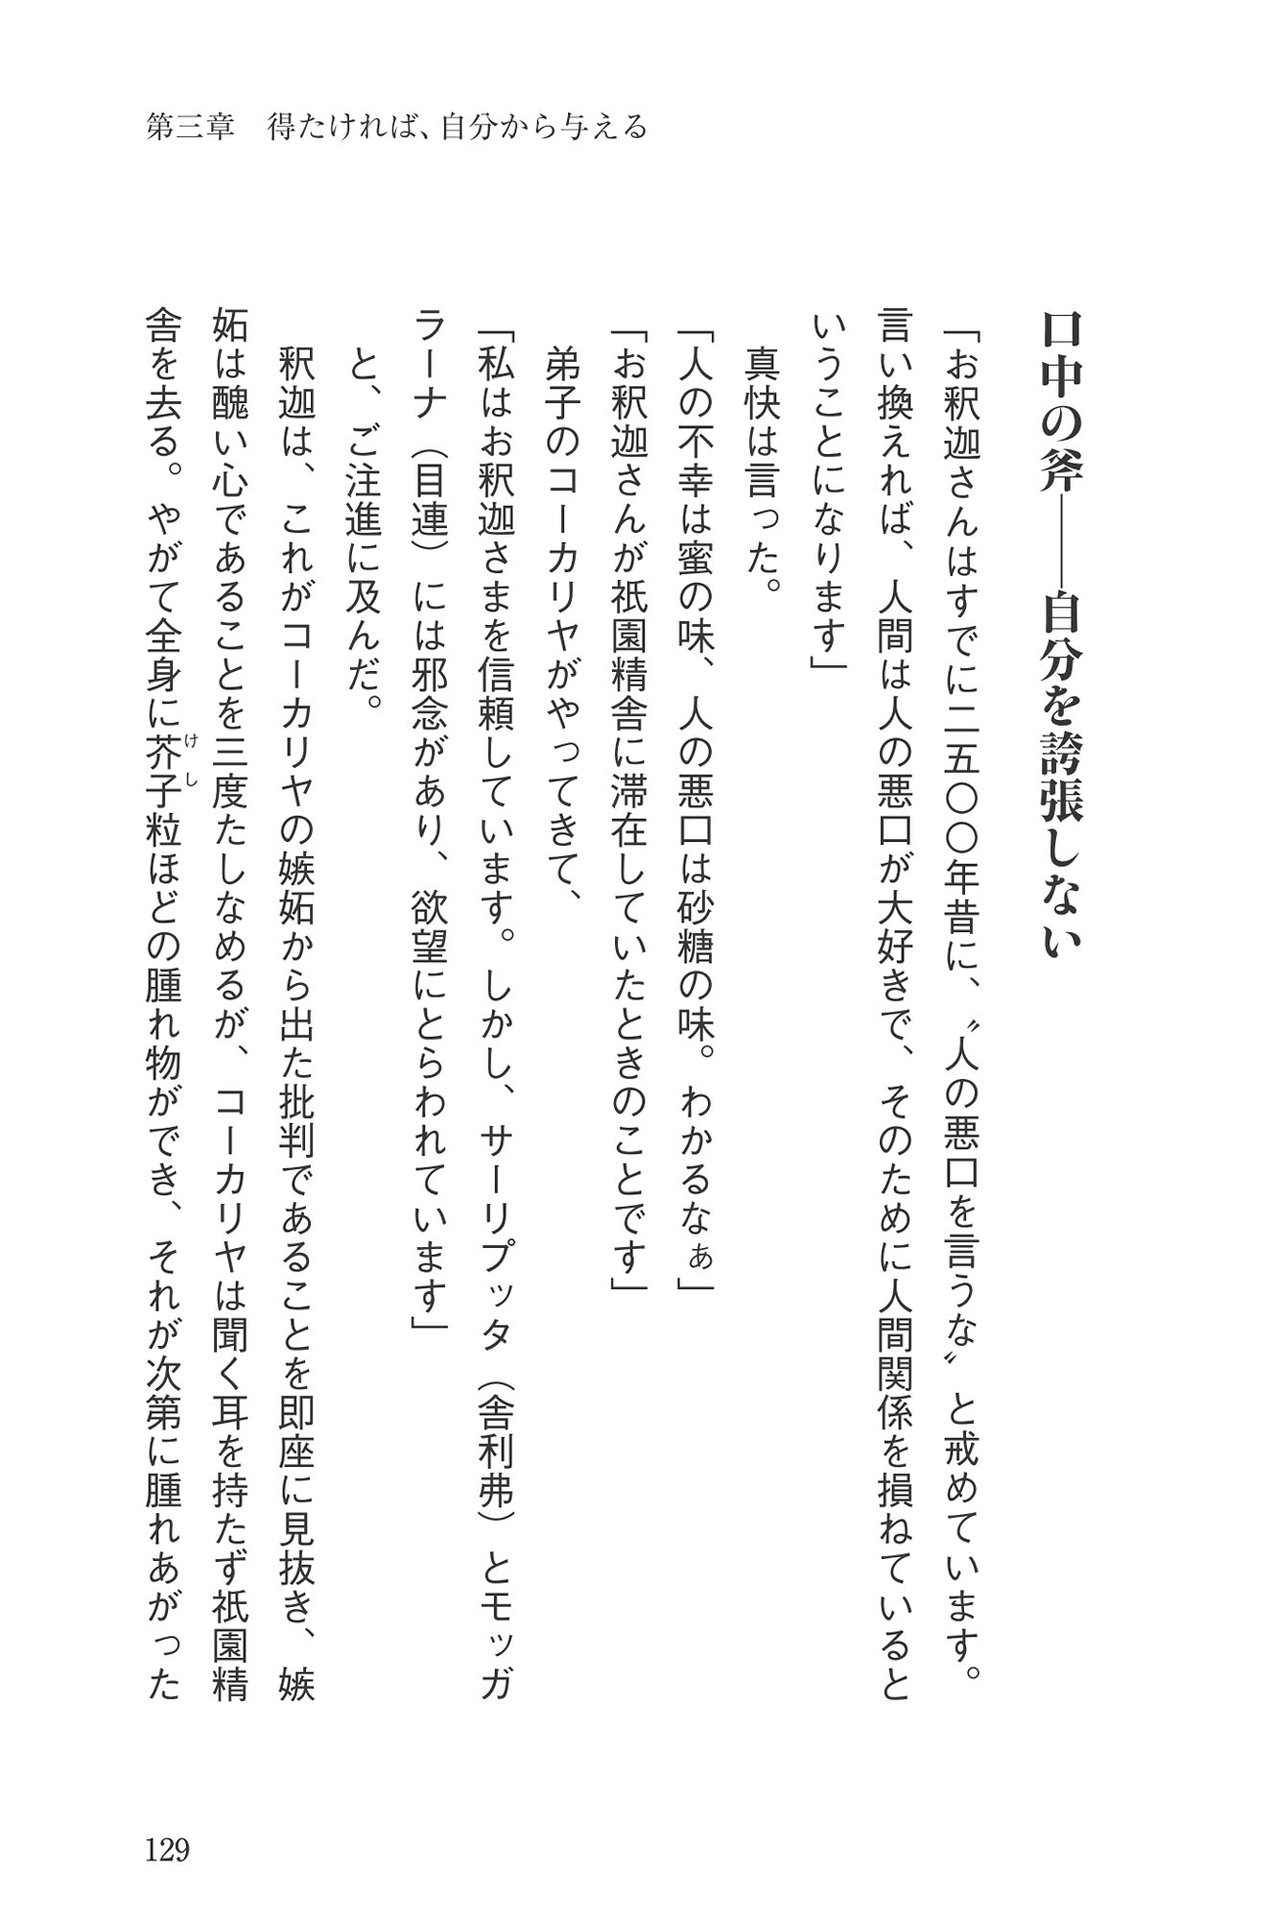 第三章　得たければ、自分から与える
口中の斧――自分を誇張しない
「お釈迦さんはすでに二五〇〇年昔に、〝人の悪口を言うな〟と戒めています。
言い換えれば、人間は人の悪口が大好きで、そのために人間関係を損ねていると
いうことになります」
真快は言った。
「人の不幸は蜜の味、人の悪口は砂糖の味。わかるなぁ」
「お釈迦さんが祇園精舎に滞在していたときのことです」
弟子のコーカリヤがやってきて、
「私はお釈迦さまを信頼しています。しかし、サーリプッタ（舎利弗）とモッガ
ラーナ（目連）には邪念があり、欲望にとらわれています」
と、ご注進に及んだ。
釈迦は、これがコーカリヤの嫉妬から出た批判であることを即座に見抜き、嫉
妬は醜い心であることを三度たしなめるが、コーカリヤは聞く耳を持たず祇園精
舎を去る。やがて全身に芥子粒ほどの腫れ物ができ、それが次第に腫れあがった
けし
129